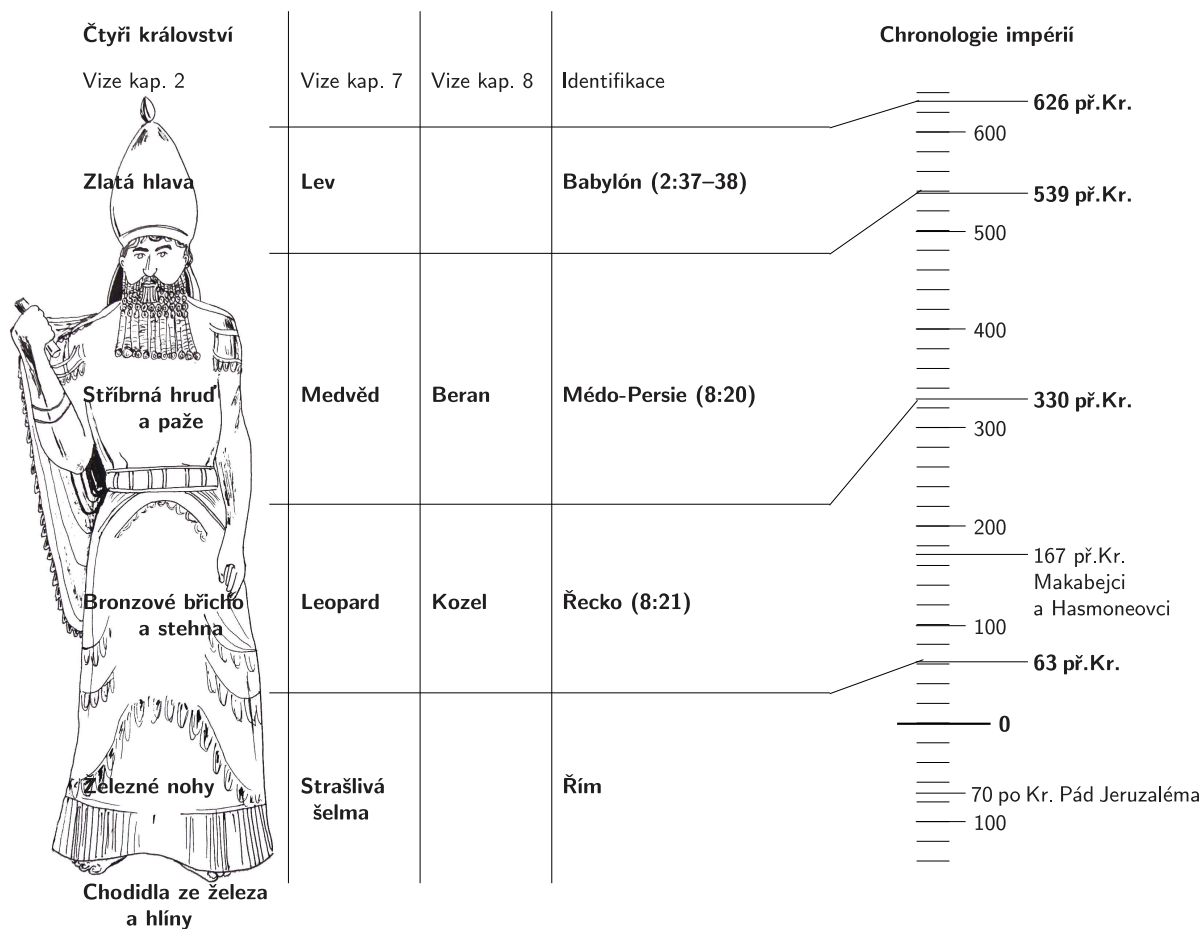 Čtyři království
Chronologie impérií
Vize kap. 2
Vize kap. 7
Vize kap. 8
Identifikace
Zlatá hlava
Lev
Babylón (2:37–38)
Stříbrná hruď
a paže
Medvěd
Beran
Médo-Persie (8:20)
Bronzové břicho
a stehna
Leopard
Kozel
Řecko (8:21)
Železné nohy
Strašlivá
šelma
Řím
Chodidla ze železa
a hlíny
626 př.Kr.
600
539 př.Kr.
500
400
330 př.Kr.
300
200
167 př.Kr.
Makabejci
a Hasmoneovci
100
63 př.Kr.
0
70 po Kr. Pád Jeruzaléma
100